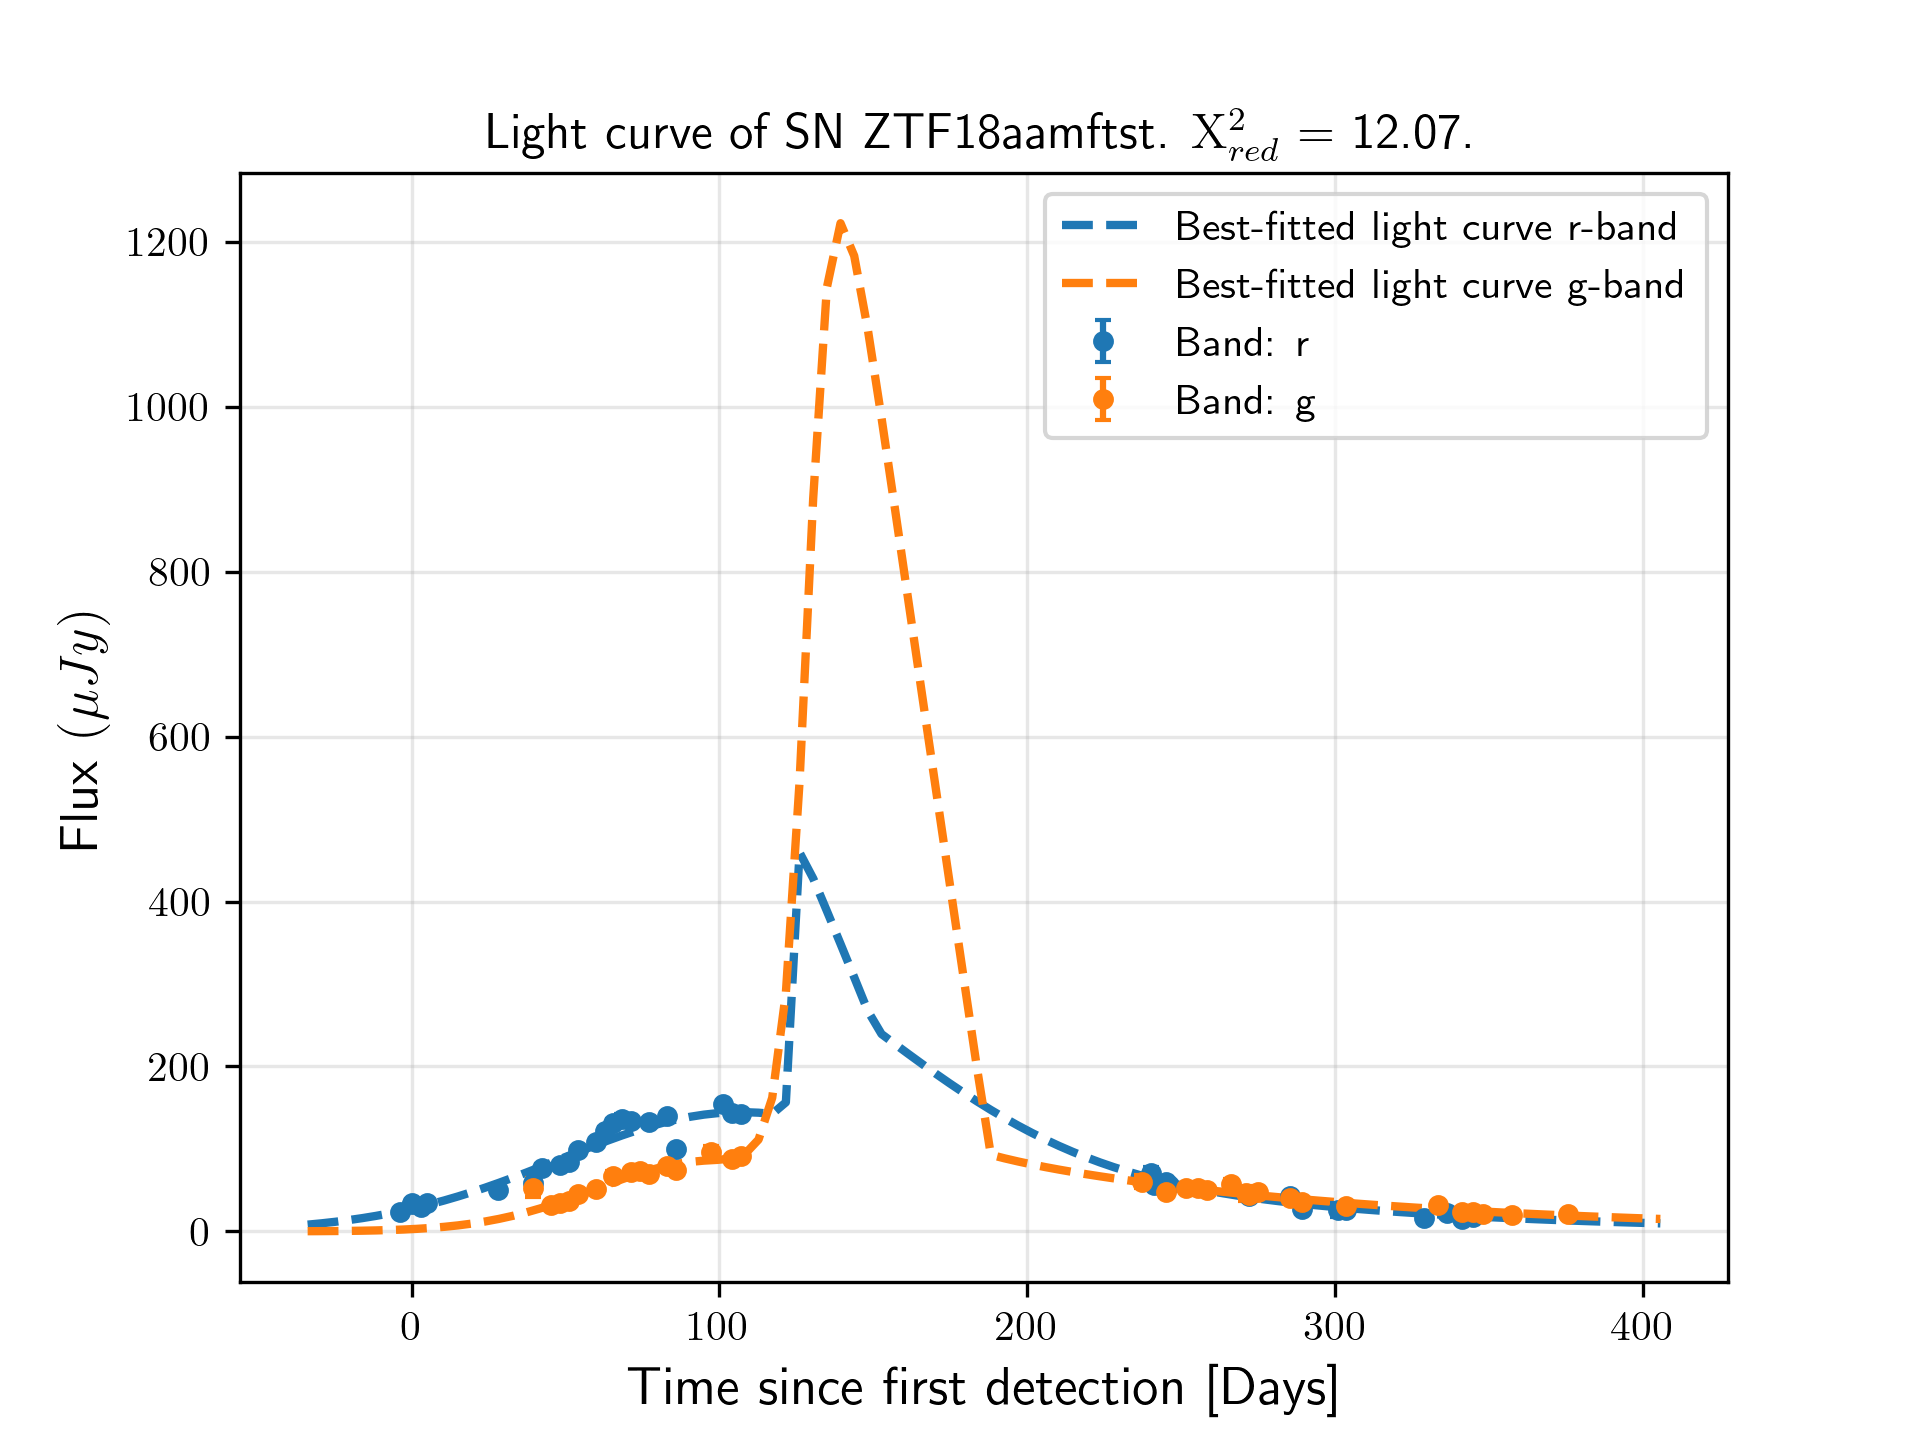 Light curve of SN ZTF18aamftst. Χ²_red = 12.07.
Best-fitted light curve r-band
Best-fitted light curve g-band
Band: r
Band: g
Flux (μJy)
1200
1000
800
600
400
200
0
0 100 200 300 400
Time since first detection [Days]